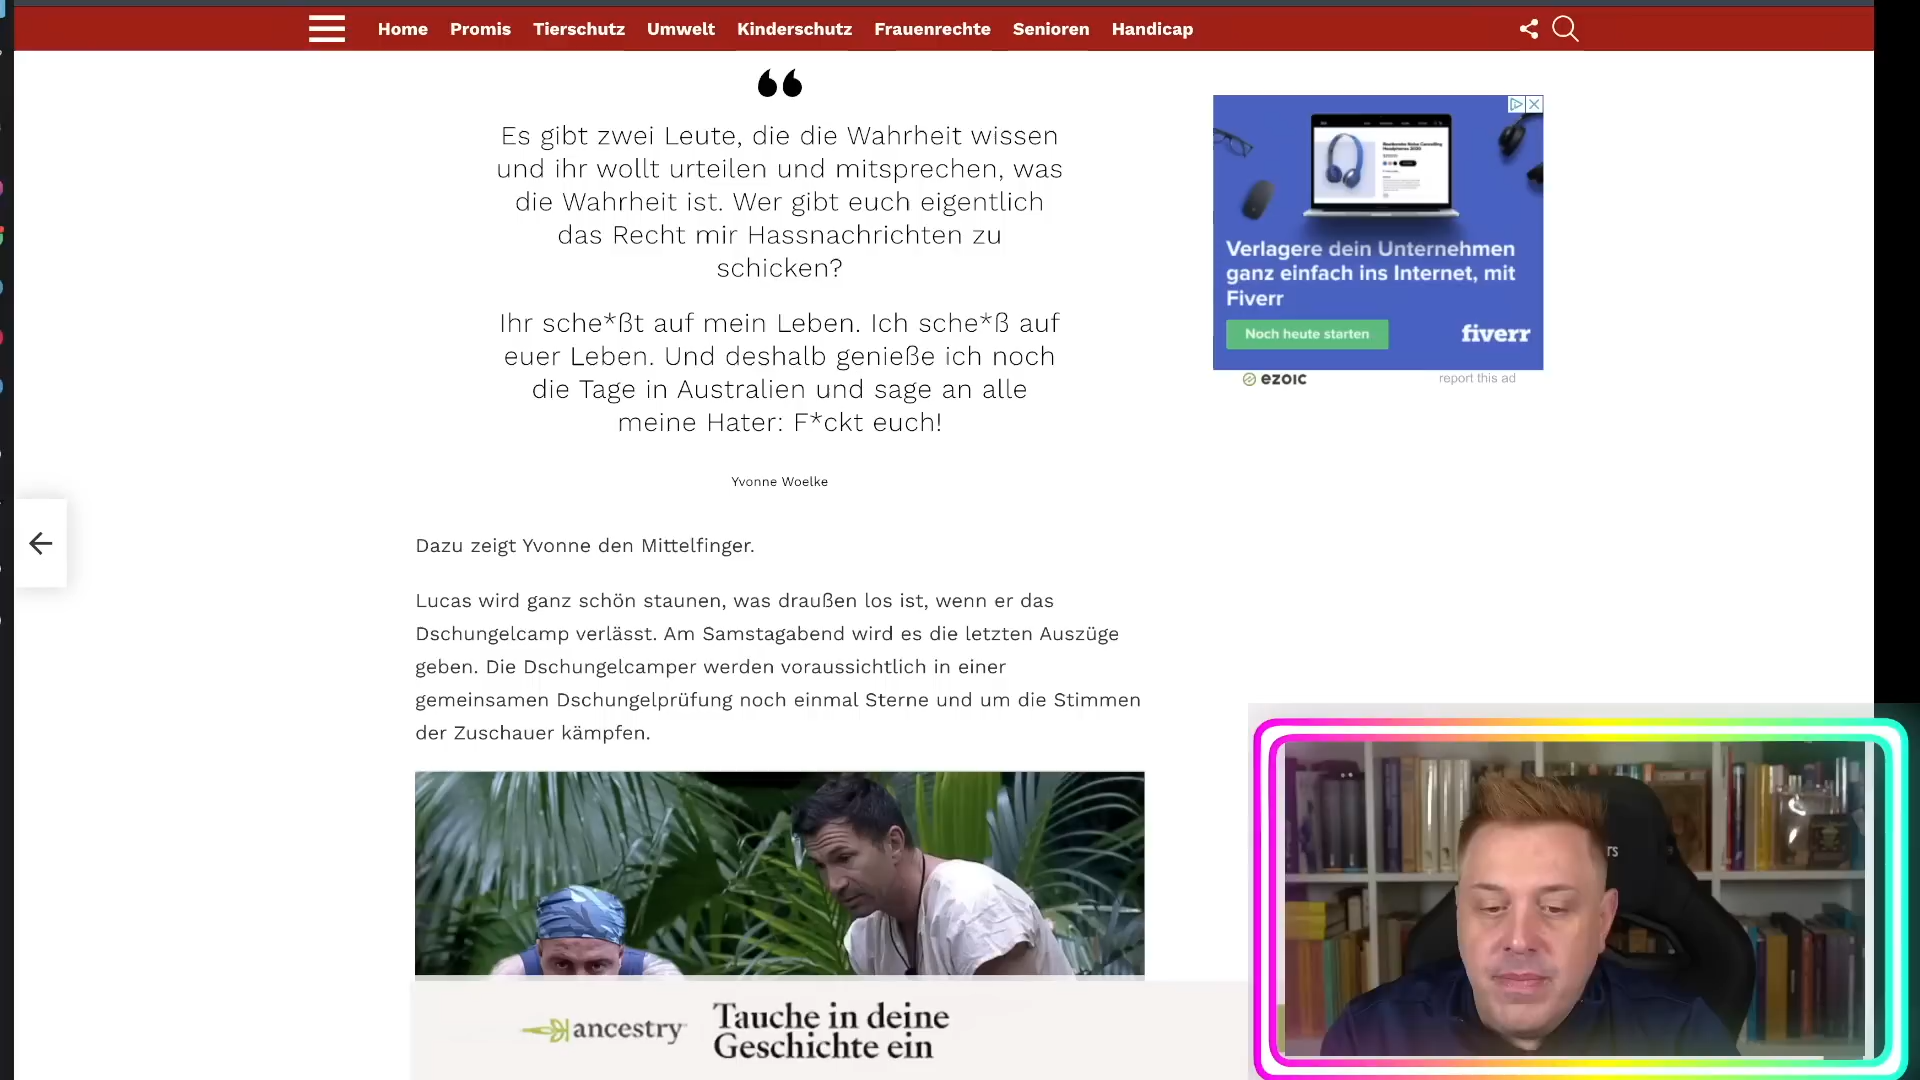 Home Promis Tierschutz Umwelt Kinderschutz Frauenrechte Senioren Handicap
Es gibt zwei Leute, die die Wahrheit wissen
und ihr wollt urteilen und mitsprechen, was
die Wahrheit ist. Wer gibt euch eigentlich
das Recht mir Hassnachrichten zu
schicken?
Ihr sche*ßt auf mein Leben. Ich sche*ß auf
euer Leben. Und deshalb genieße ich noch
die Tage in Australien und sage an alle
meine Hater: F*ckt euch!
Yvonne Woelke
Dazu zeigt Yvonne den Mittelfinger.
Lucas wird ganz schön staunen, was draußen los ist, wenn er das
Dschungelcamp verlässt. Am Samstagabend wird es die letzten Auszüge
geben. Die Dschungelcamper werden voraussichtlich in einer
gemeinsamen Dschungelprüfung noch einmal Sterne und um die Stimmen
der Zuschauer kämpfen.
Verlagere dein Unternehmen
ganz einfach ins Internet, mit
Fiverr
Noch heute starten
fiverr
ezoic
report this ad
ancestry
Tauche in deine
Geschichte ein